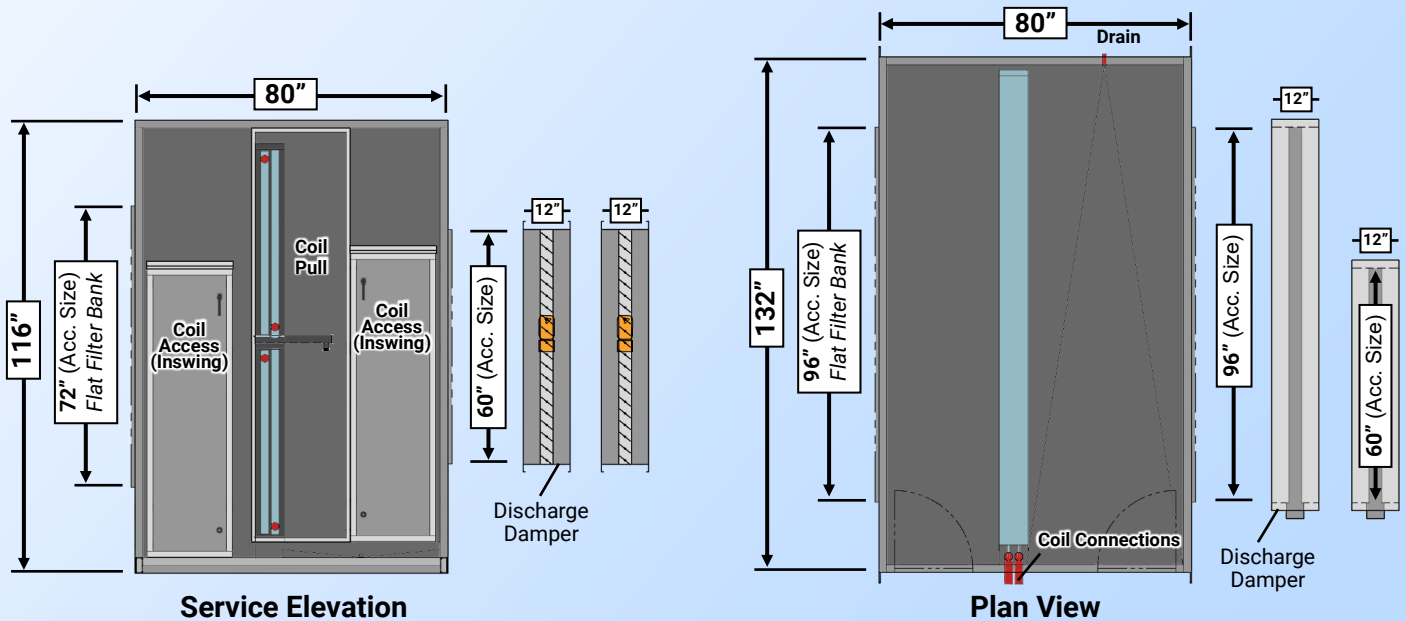 80”
116”
72” (Acc. Size)
Flat Filter Bank
Coil
Access
(Inswing)
Coil
Pull
Coil
Access
(Inswing)
60” (Acc. Size)
12”
12”
Discharge
Damper
Service Elevation
80”
Drain
132”
96” (Acc. Size)
Flat Filter Bank
Coil Connections
96” (Acc. Size)
12”
12”
60” (Acc. Size)
Discharge
Damper
Plan View